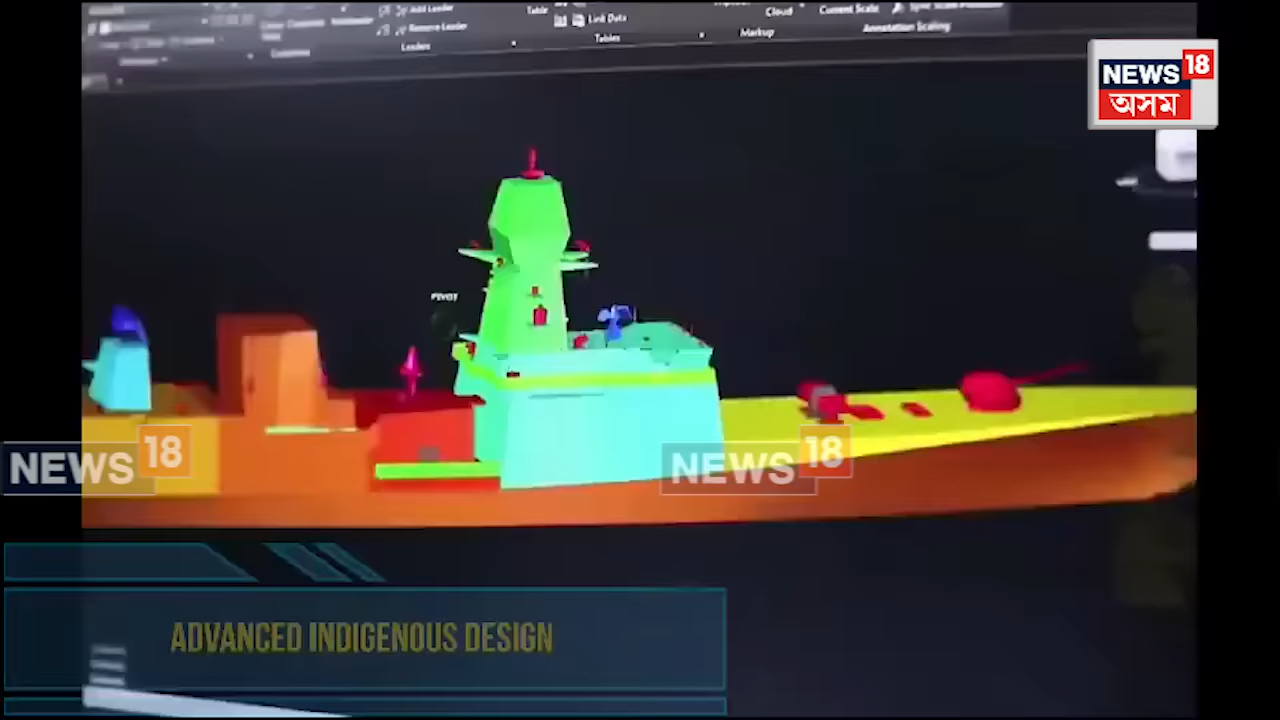 Add Leader
Remove Leader
Leaders
Table
Link Data
Tables
Cloud
Markup
Current Scale
Annotation Scaling
NEWS 18
অসম
PIVOT
NEWS 18
NEWS 18
ADVANCED INDIGENOUS DESIGN